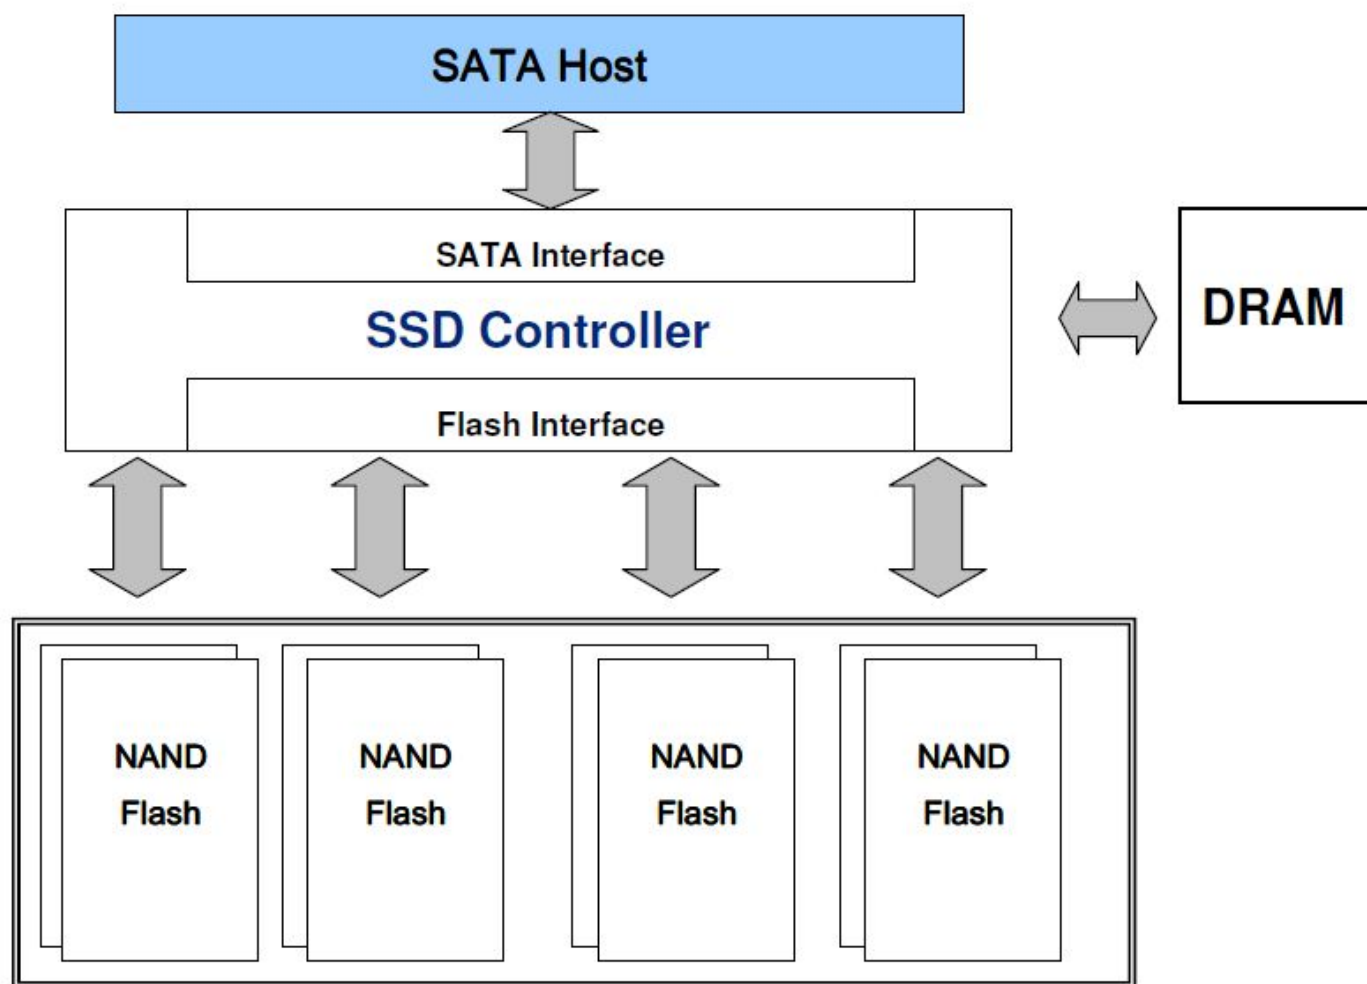 SATA Host
SATA Interface
SSD Controller
DRAM
Flash Interface
NAND
Flash
NAND
Flash
NAND
Flash
NAND
Flash